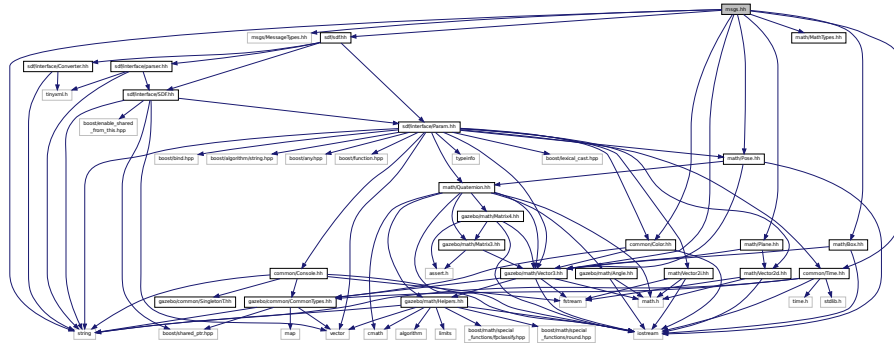 msgs.hh
msgs/MessageTypes.hh
sdf/sdf.hh
math/MathTypes.hh
sdf/interface/Converter.hh
sdf/interface/parser.hh
tinyxml.h
sdf/interface/SDF.hh
boost/enable_shared
_from_this.hpp
sdf/interface/Param.hh
boost/bind.hpp
boost/algorithm/string.hpp
boost/any.hpp
boost/function.hpp
typeinfo
boost/lexical_cast.hpp
math/Pose.hh
math/Quaternion.hh
gazebo/math/Matrix4.hh
gazebo/math/Matrix3.hh
common/Color.hh
math/Plane.hh
math/Box.hh
assert.h
common/Console.hh
gazebo/math/Vector3.hh
gazebo/math/Angle.hh
math/Vector2i.hh
math/Vector2d.hh
common/Time.hh
gazebo/common/SingletonT.hh
gazebo/common/CommonTypes.hh
gazebo/math/Helpers.hh
fstream
math.h
time.h
stdlib.h
string
boost/shared_ptr.hpp
map
vector
cmath
algorithm
limits
boost/math/special
_functions/fpclassify.hpp
boost/math/special
_functions/round.hpp
iostream